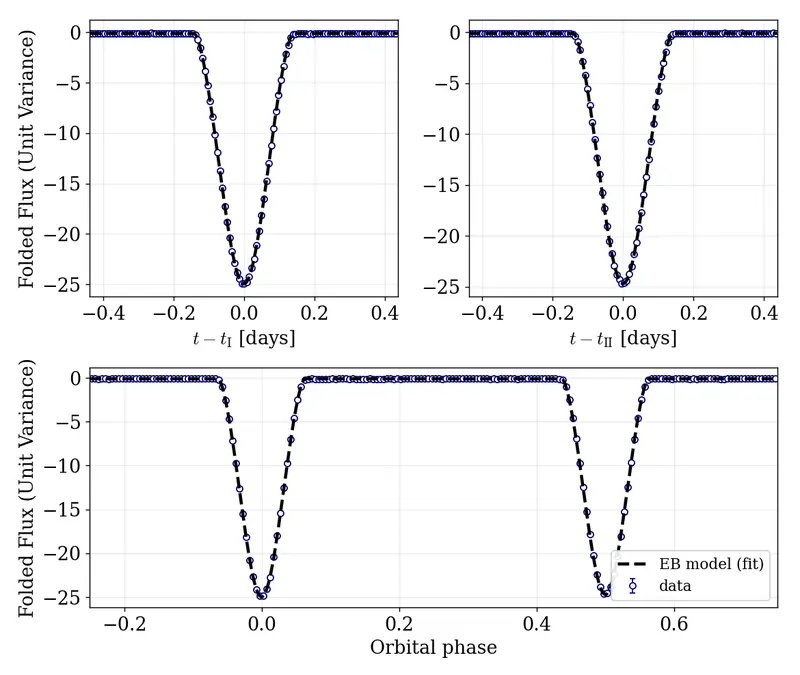 0
−5
−10
−15
−20
−25
Folded Flux (Unit Variance)
−0.4 −0.2 0.0 0.2 0.4
t − tI [days]
0
−5
−10
−15
−20
−25
−0.4 −0.2 0.0 0.2 0.4
t − tII [days]
0
−5
−10
−15
−20
−25
Folded Flux (Unit Variance)
EB model (fit)
data
−0.2 0.0 0.2 0.4 0.6
Orbital phase